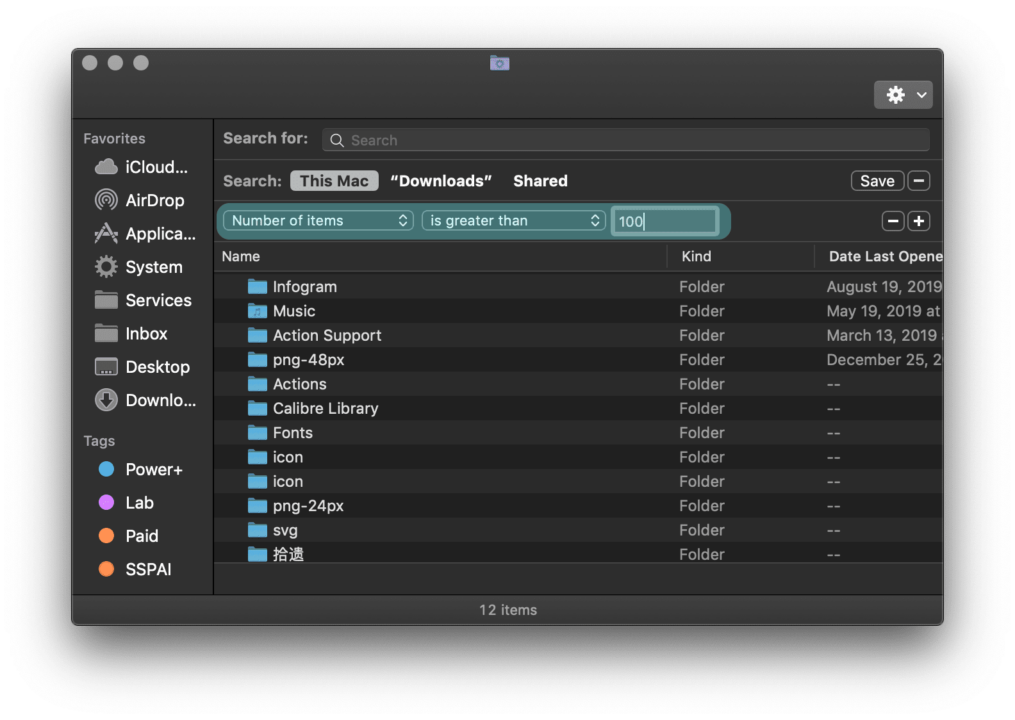 Favorites
iCloud...
AirDrop
Applica...
System
Services
Inbox
Desktop
Downlo...
Tags
Power+
Lab
Paid
SSPAI
Search for: Search
Search: This Mac “Downloads” Shared Save
Number of items is greater than 100
Name Kind Date Last Opene
Infogram Folder August 19, 2019
Music Folder May 19, 2019 at
Action Support Folder March 13, 2019
png-48px Folder December 25, 2
Actions Folder --
Calibre Library Folder --
Fonts Folder --
icon Folder --
icon Folder --
png-24px Folder --
svg Folder --
拾遗 Folder --
12 items